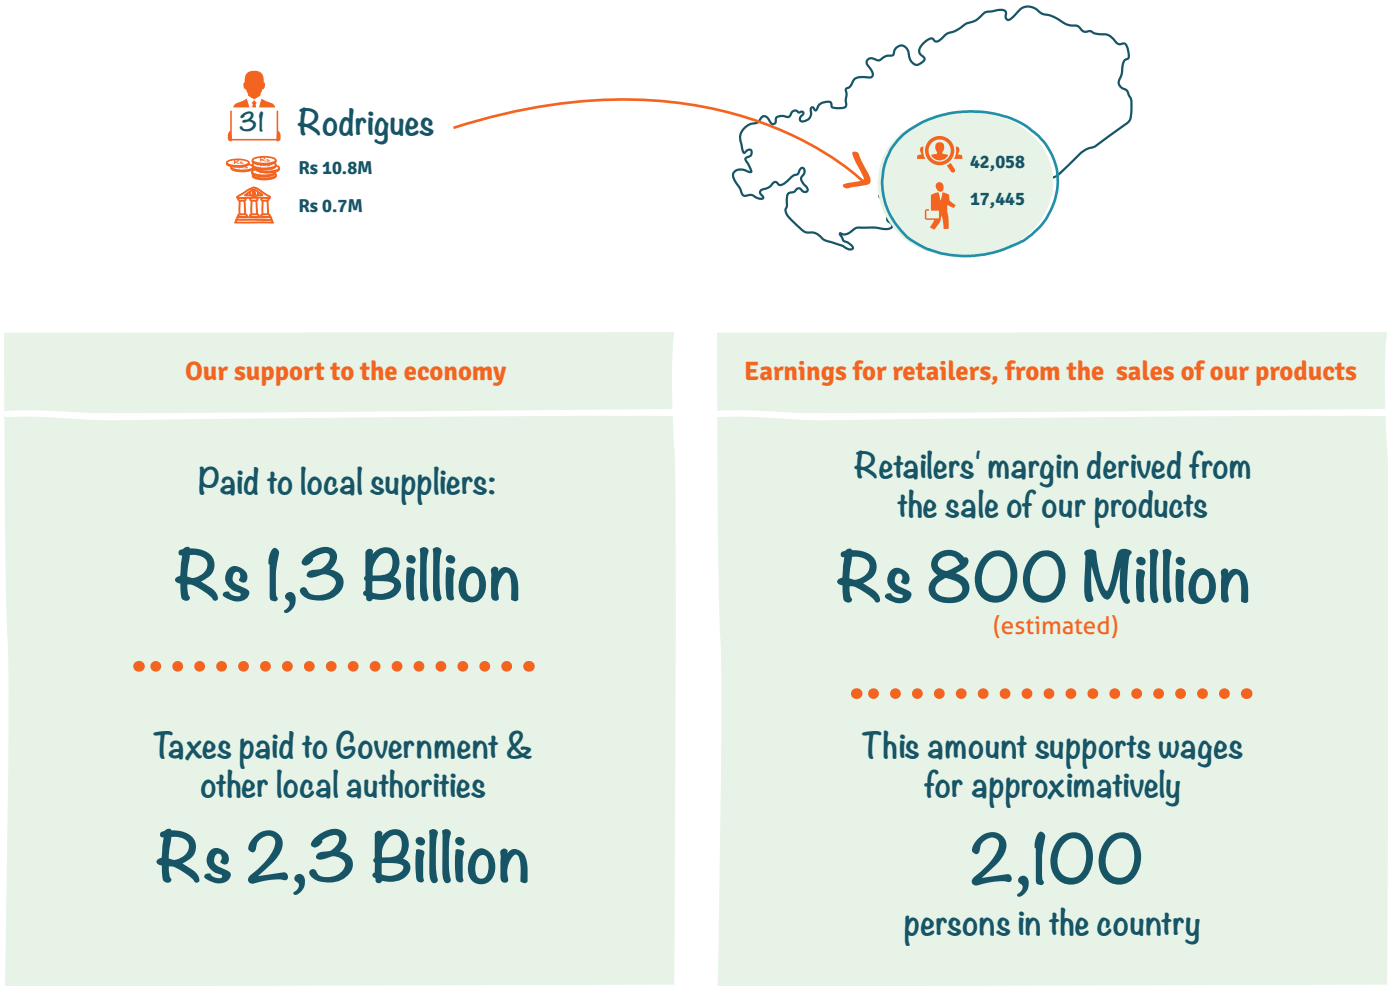 31
Rodrigues
Rs 10.8M
Rs 0.7M
42,058
17,445
Our support to the economy
Paid to local suppliers:
Rs 1,3 Billion
Taxes paid to Government &
other local authorities
Rs 2,3 Billion
Earnings for retailers, from the sales of our products
Retailers' margin derived from
the sale of our products
Rs 800 Million
(estimated)
This amount supports wages
for approximatively
2,100
persons in the country